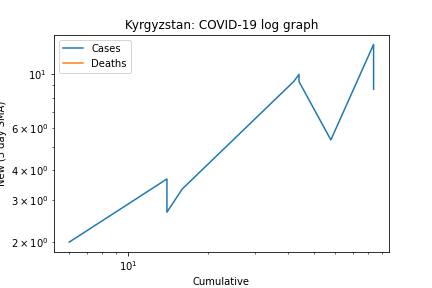 Kyrgyzstan: COVID-19 log graph
Cases
Deaths
10¹
6 × 10⁰
4 × 10⁰
3 × 10⁰
2 × 10⁰
New (3 day SMA)
10¹
Cumulative